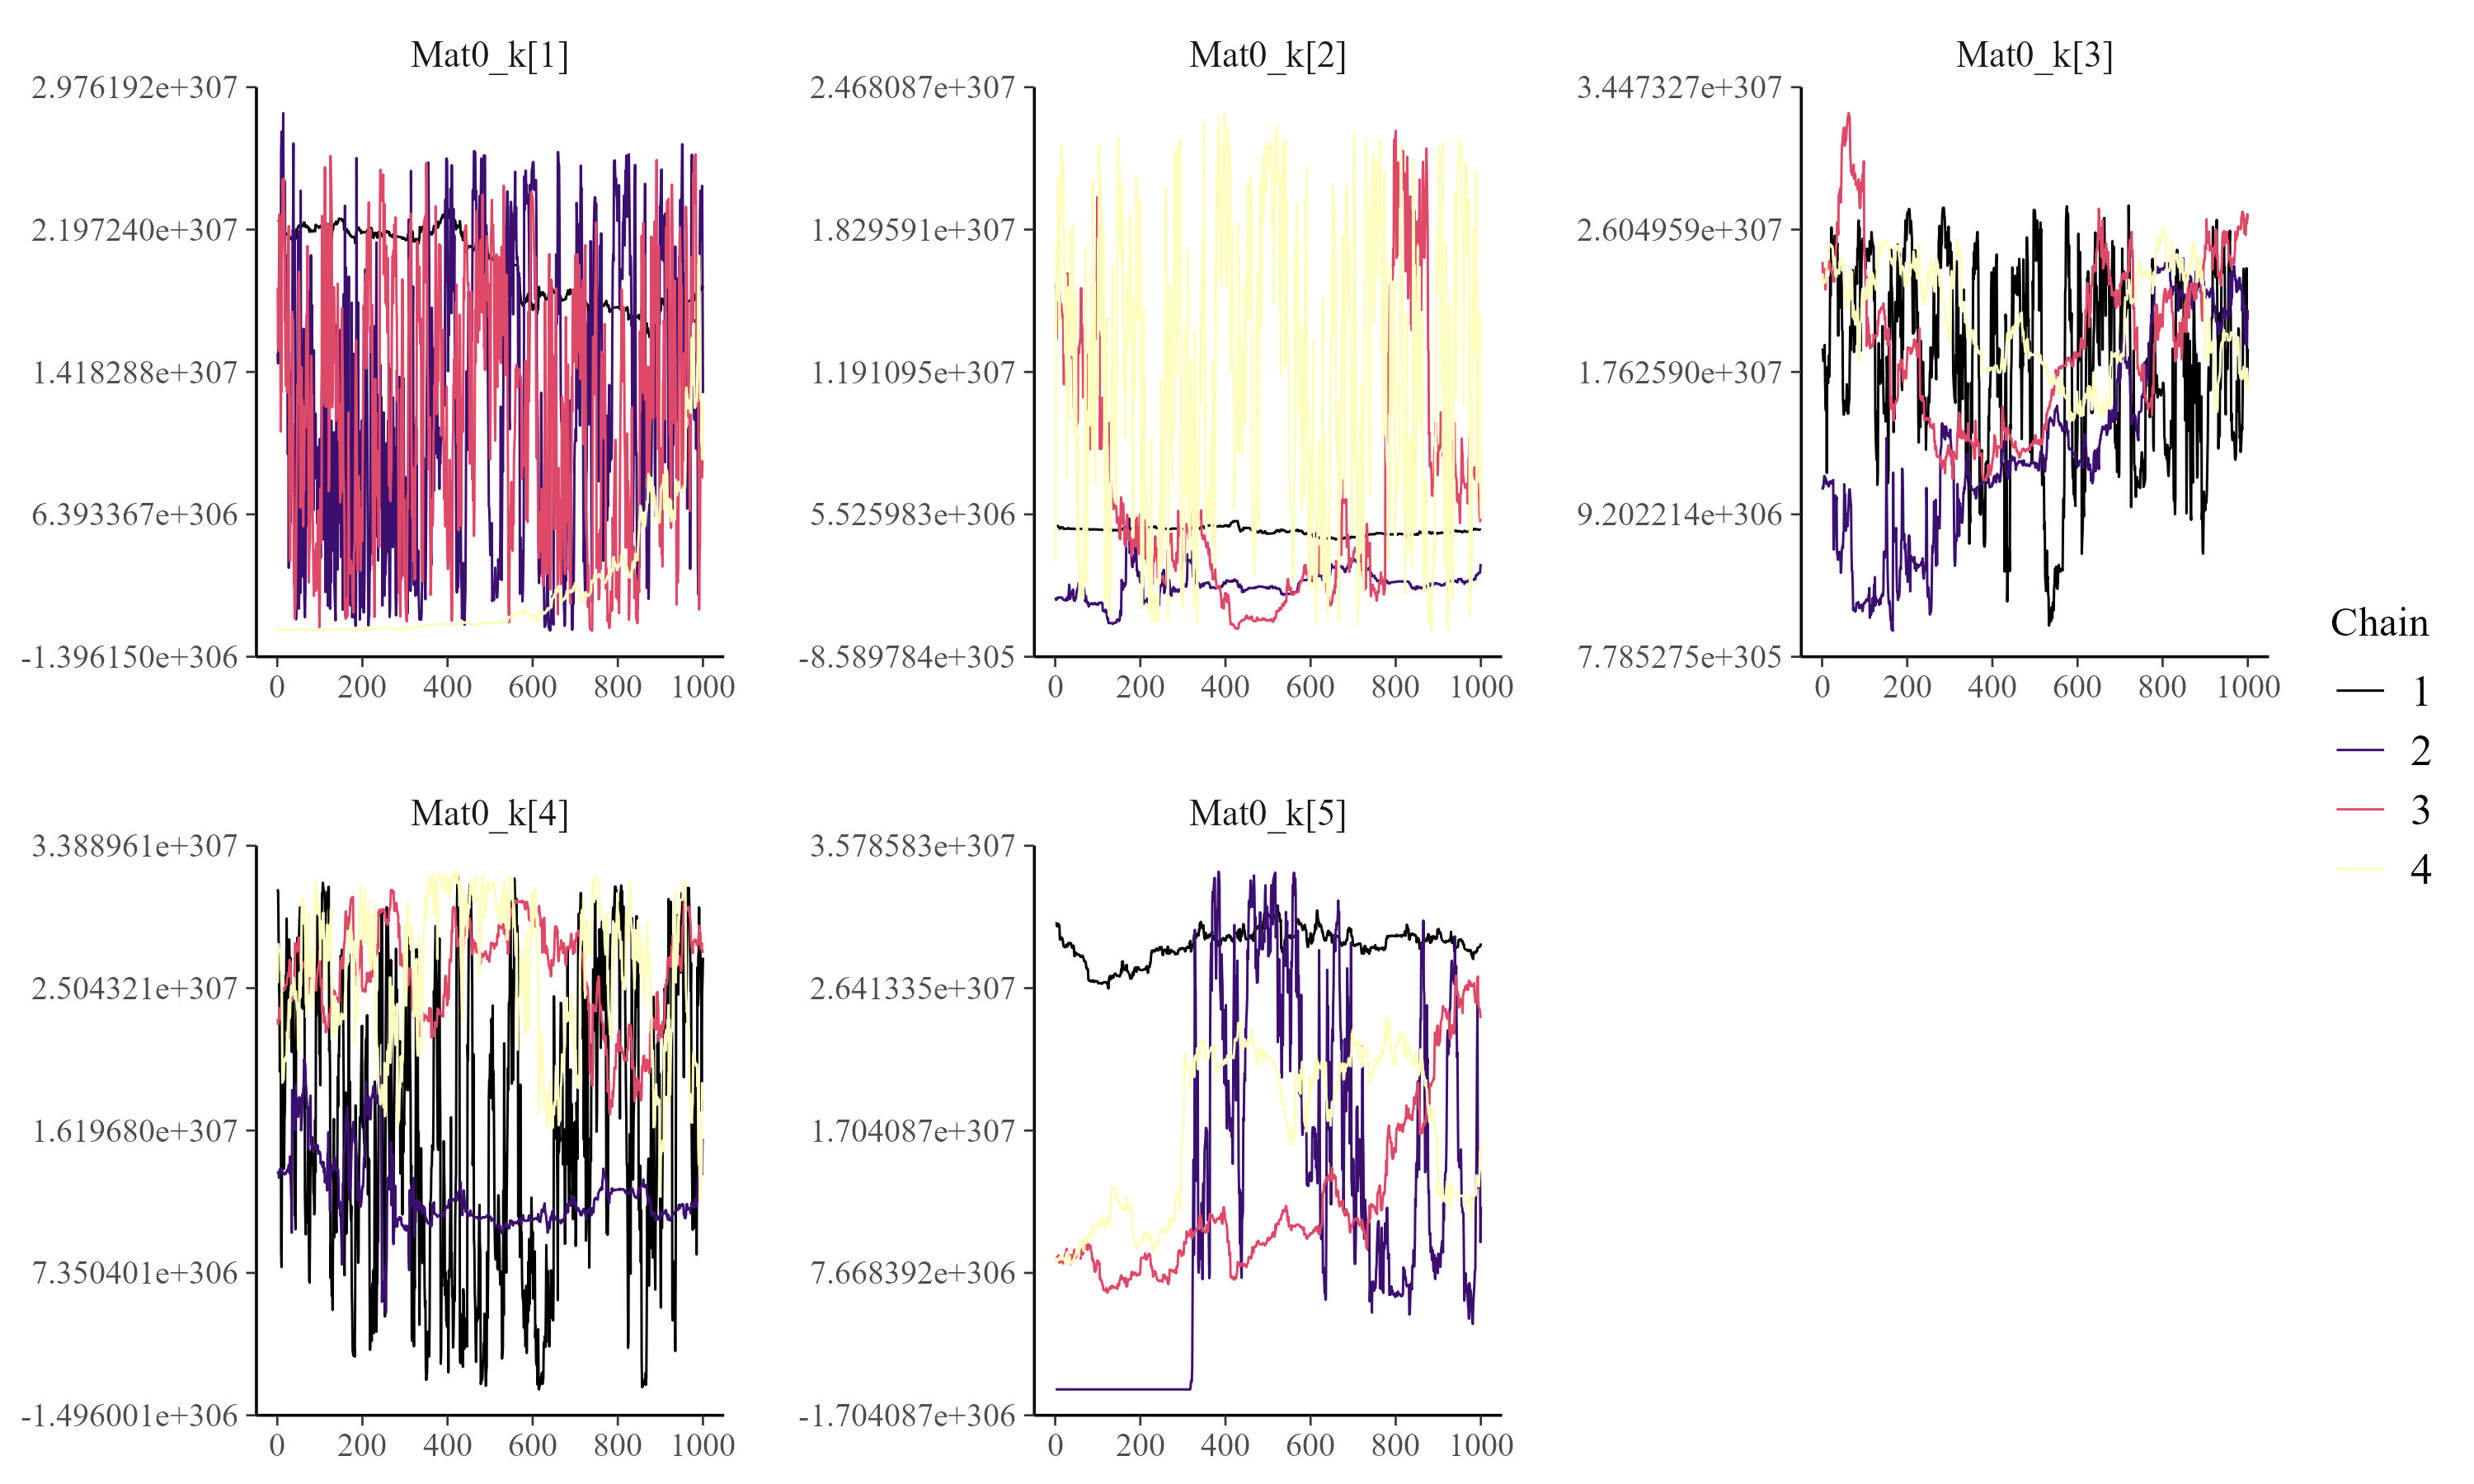 Mat0_k[1]
2.976192e+307
2.197240e+307
1.418288e+307
6.393367e+306
-1.396150e+306
0 200 400 600 800 1000
Mat0_k[2]
2.468087e+307
1.829591e+307
1.191095e+307
5.525983e+306
-8.589784e+305
0 200 400 600 800 1000
Mat0_k[3]
3.447327e+307
2.604959e+307
1.762590e+307
9.202214e+306
7.785275e+305
0 200 400 600 800 1000
Mat0_k[4]
3.388961e+307
2.504321e+307
1.619680e+307
7.350401e+306
-1.496001e+306
0 200 400 600 800 1000
Mat0_k[5]
3.578583e+307
2.641335e+307
1.704087e+307
7.668392e+306
-1.704087e+306
0 200 400 600 800 1000
Chain
1
2
3
4